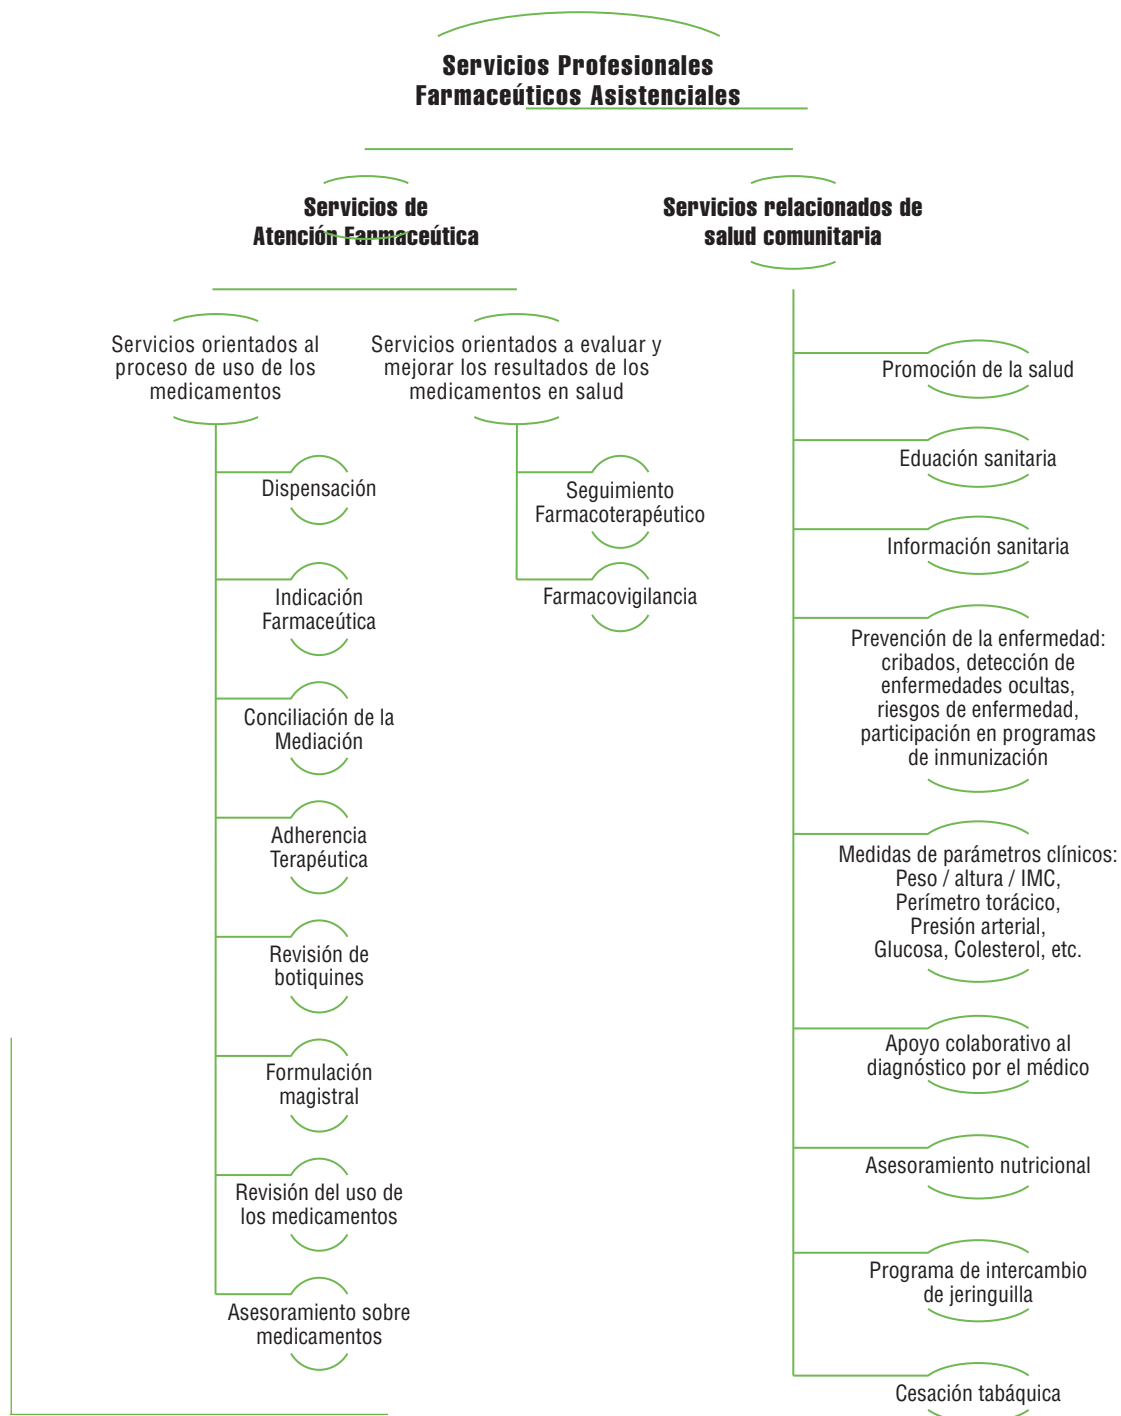 Servicios Profesionales
Farmaceúticos Asistenciales
Servicios de
Atención Farmaceútica
Servicios relacionados de
salud comunitaria
Servicios orientados al
proceso de uso de los
medicamentos
Servicios orientados a evaluar y
mejorar los resultados de los
medicamentos en salud
Dispensación
Indicación
Farmaceútica
Conciliación de la
Mediación
Adherencia
Terapéutica
Revisión de
botiquines
Formulación
magistral
Revisión del uso de
los medicamentos
Asesoramiento sobre
medicamentos
Seguimiento
Farmacoterapéutico
Farmacovigilancia
Promoción de la salud
Eduación sanitaria
Información sanitaria
Prevención de la enfermedad:
cribados, detección de
enfermedades ocultas,
riesgos de enfermedad,
participación en programas
de inmunización
Medidas de parámetros clínicos:
Peso / altura / IMC,
Perímetro torácico,
Presión arterial,
Glucosa, Colesterol, etc.
Apoyo colaborativo al
diagnóstico por el médico
Asesoramiento nutricional
Programa de intercambio
de jeringuilla
Cesación tabáquica